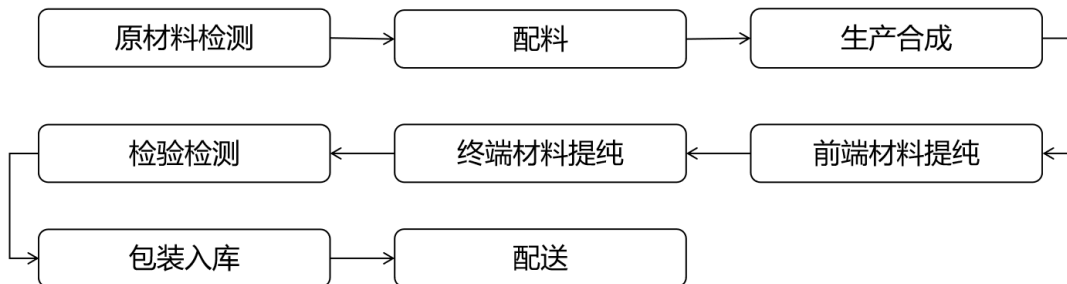 原材料检测
配料
生产合成
前端材料提纯
终端材料提纯
检验检测
包装入库
配送